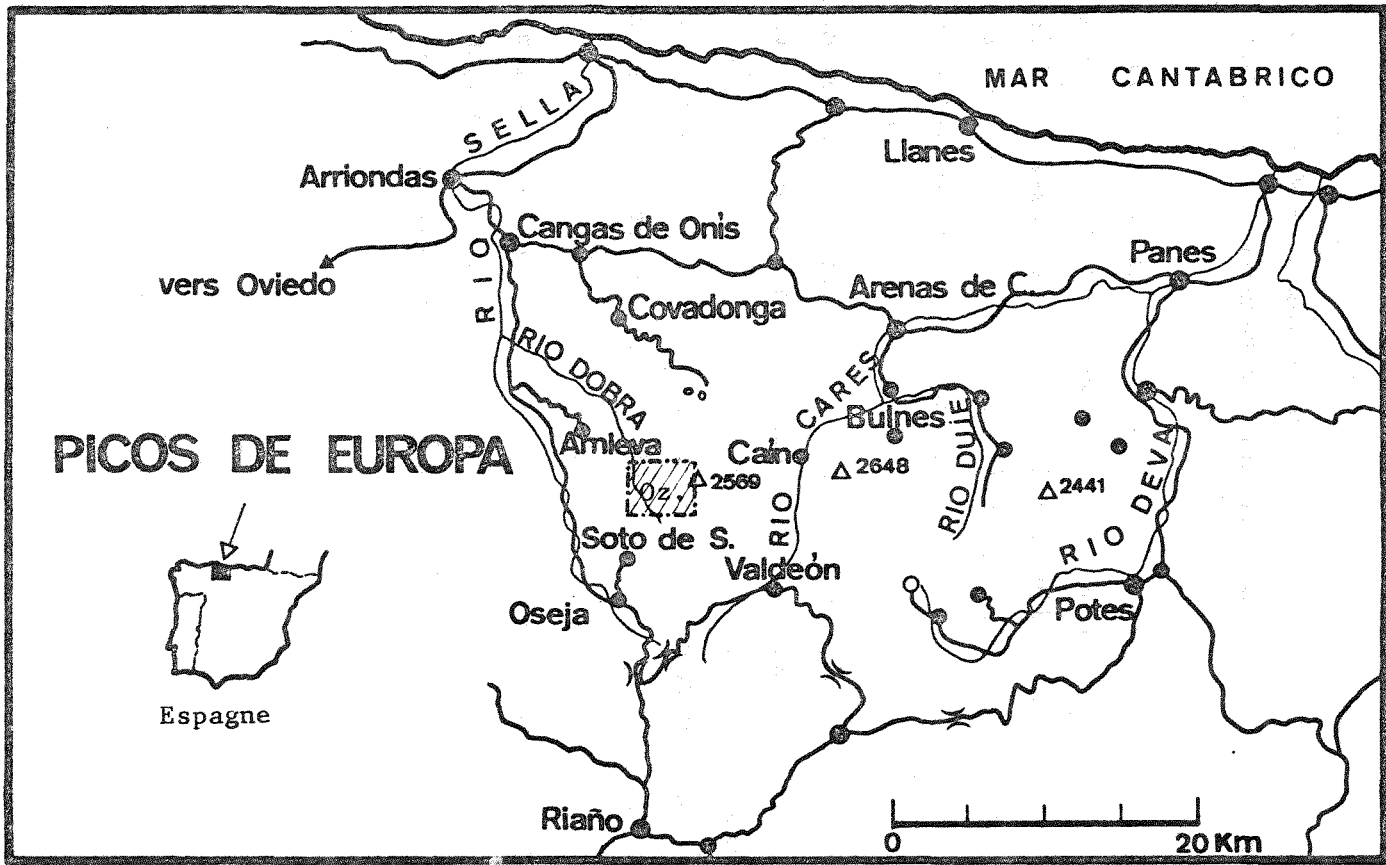 MAR CANTABRICO
SELLA
Llanes
Arriondas
Cangas de Onís
RIO
Panes
vers Oviedo
Arenas de C.
Covadonga
RIO DOBRA
CARES
Bulnes
RIO DUJE
PICOS DE EUROPA
Amieva
Caín
2648
2569
Oz.
2441
RIO DEVA
RIO
Soto de S.
Valdeón
Oseja
Potes
Espagne
Riaño
0 20 Km